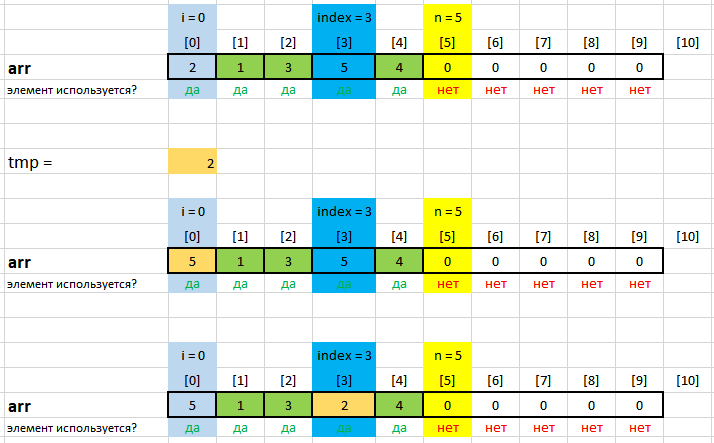 i = 0 index = 3 n = 5
[0] [1] [2] [3] [4] [5] [6] [7] [8] [9] [10]
arr 2 1 3 5 4 0 0 0 0 0
элемент используется? да да да да да нет нет нет нет нет
tmp = 2
i = 0 index = 3 n = 5
[0] [1] [2] [3] [4] [5] [6] [7] [8] [9] [10]
arr 5 1 3 5 4 0 0 0 0 0
элемент используется? да да да да да нет нет нет нет нет
i = 0 index = 3 n = 5
[0] [1] [2] [3] [4] [5] [6] [7] [8] [9] [10]
arr 5 1 3 2 4 0 0 0 0 0
элемент используется? да да да да да нет нет нет нет нет